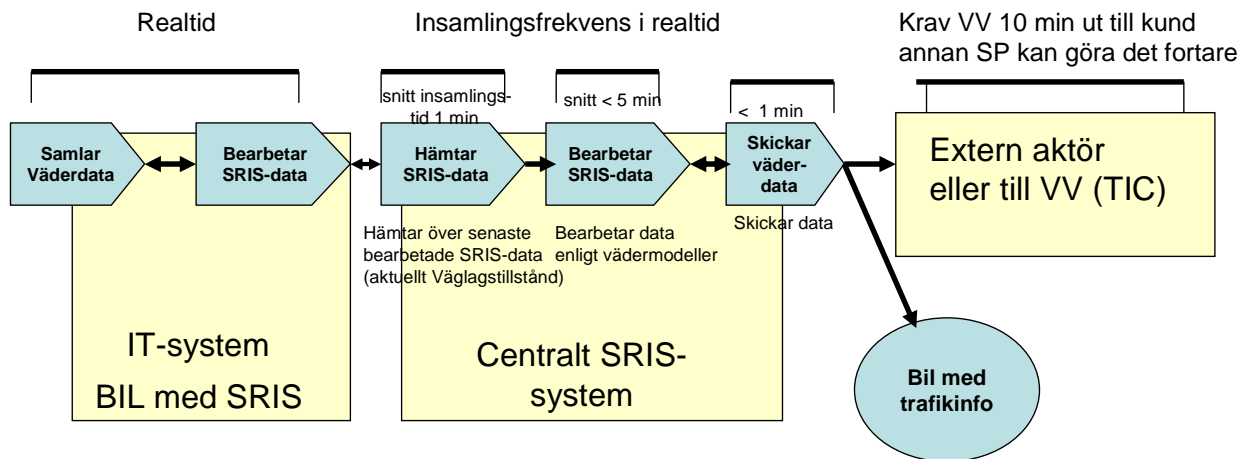 Realtid
Insamlingsfrekvens i realtid
Krav VV 10 min ut till kund
annan SP kan göra det fortare
snitt insamlings-
tid 1 min
snitt < 5 min
< 1 min
Samlar
Väderdata
Bearbetar
SRIS-data
Hämtar
SRIS-data
Bearbetar
SRIS-data
Skickar
väder-
data
Extern aktör
eller till VV (TIC)
Hämtar över senaste
bearbetade SRIS-data
(aktuellt Väglagstillstånd)
Bearbetar data
enligt vädermodeller
Skickar data
IT-system
BIL med SRIS
Centralt SRIS-
system
Bil med
trafikinfo